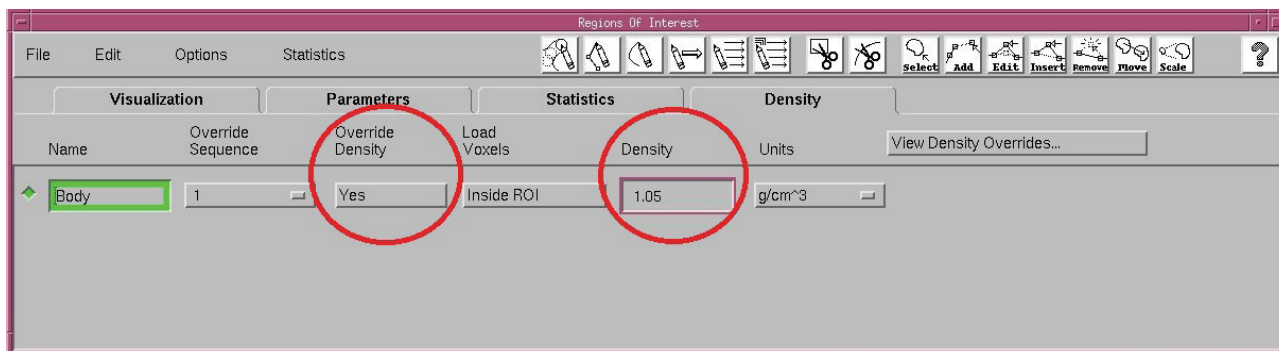 Regions Of Interest
File Edit Options Statistics
Select Add Edit Insert Remove Move Scale ?
Visualization Parameters Statistics Density
Name Override Sequence Override Density Load Voxels Density Units View Density Overrides...
Body 1 Yes Inside ROI 1.05 g/cm^3